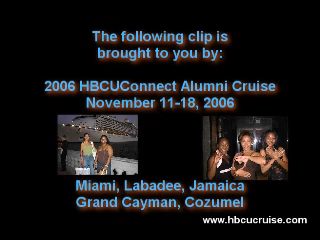 The following clip is
brought to you by:
2006 HBCUConnect Alumni Cruise
November 11-18, 2006
Miami, Labadee, Jamaica
Grand Cayman, Cozumel
www.hbcucruise.com